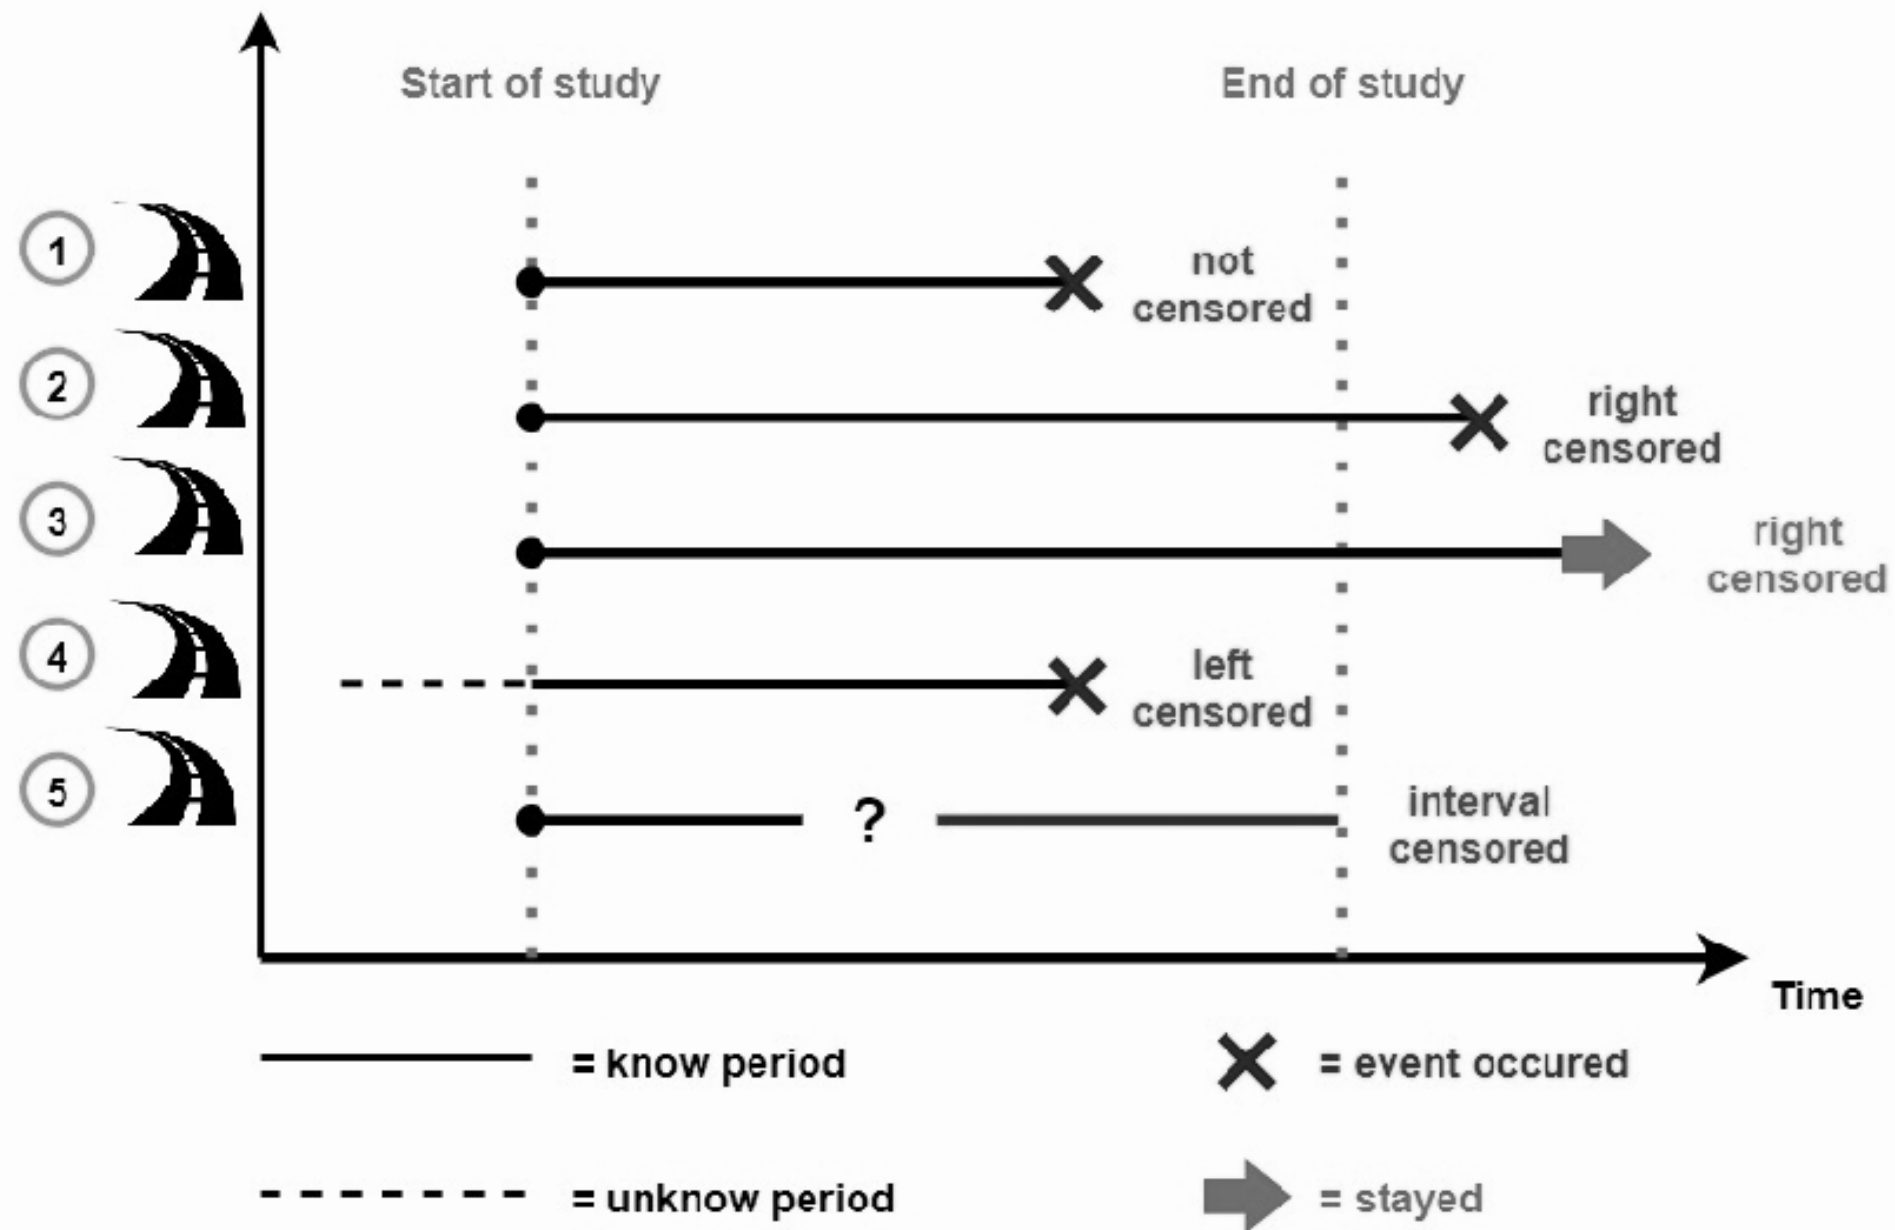 Start of study
End of study
1
not
censored
2
right
censored
3
right
censored
4
left
censored
5
?
interval
censored
Time
= know period
= event occured
= unknow period
= stayed